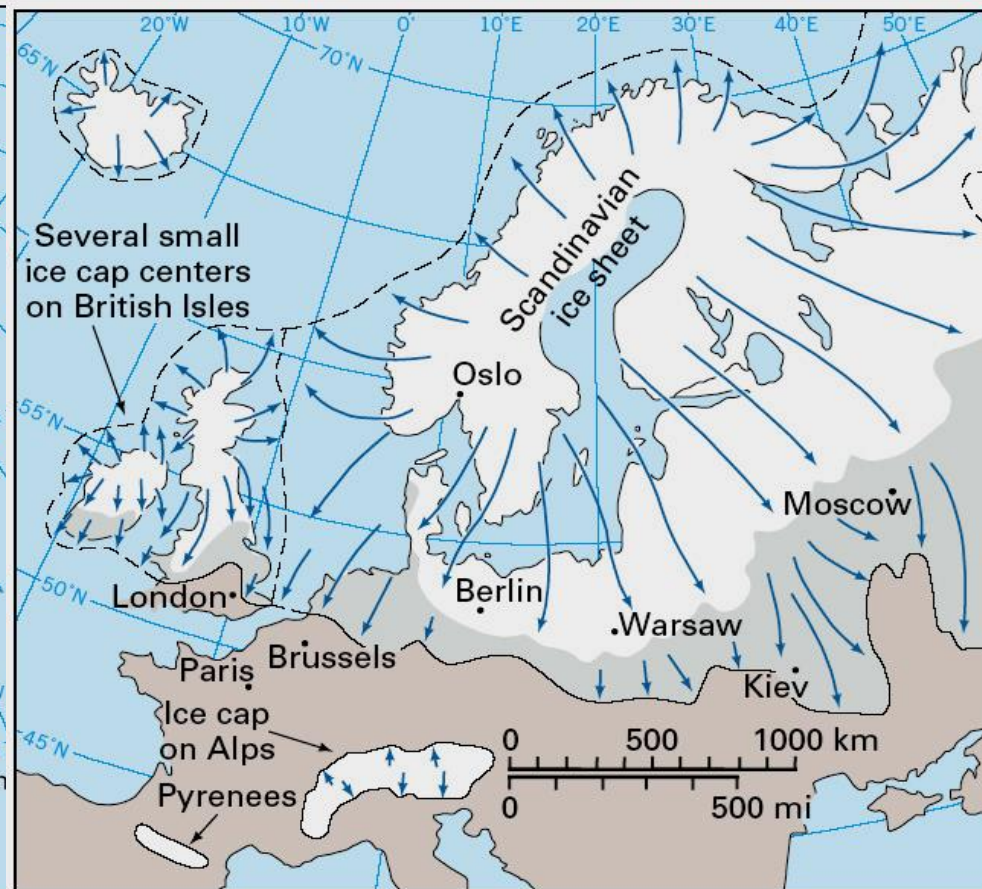 20°W
10°W
0°
10°E
20°E
30°E
40°E
50°E
65°N
70°N
Several small
ice cap centers
on British Isles
Scandinavian
ice sheet
Oslo
55°N
Moscow
50°N
London
Berlin
Warsaw
Brussels
Paris
Kiev
Ice cap
on Alps
45°N
Pyrenees
0 500 1000 km
0 500 mi